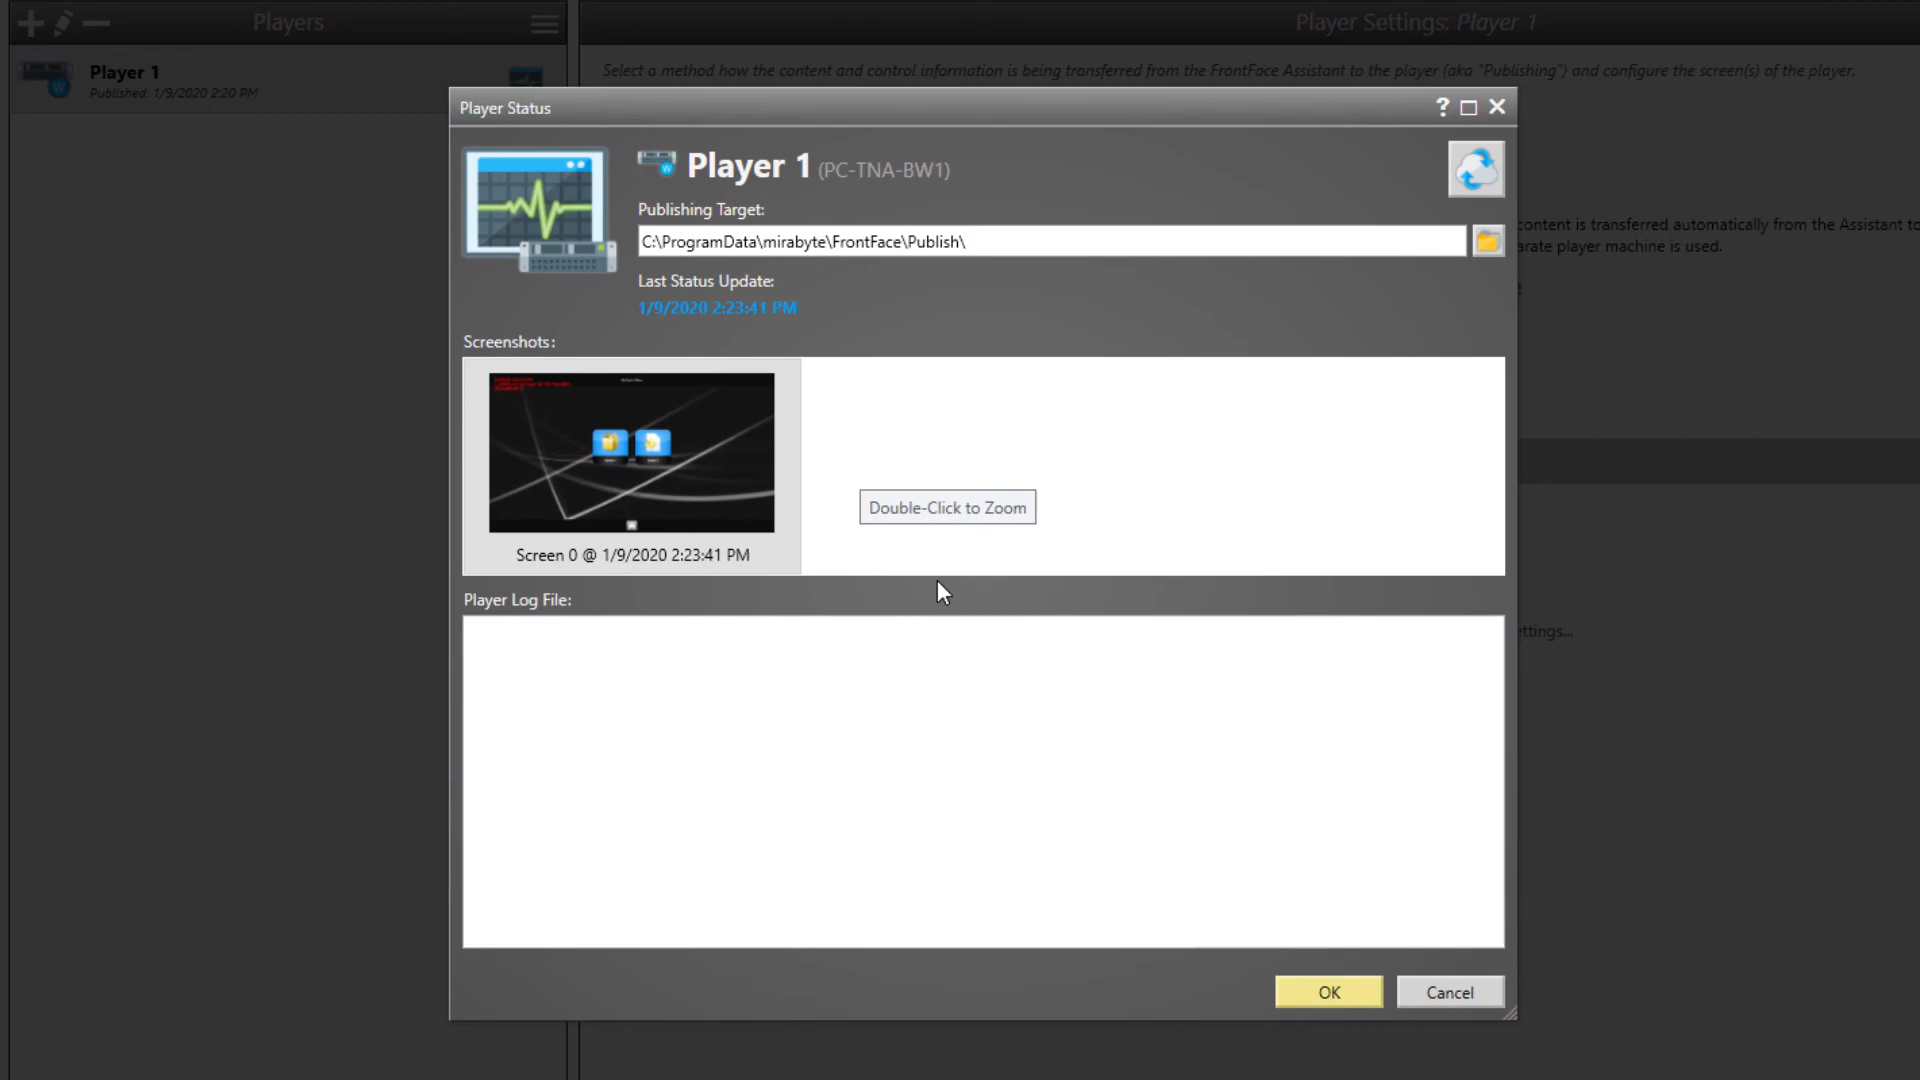 Players
Player Settings: Player 1
Player 1
Published: 1/9/2020 2:20 PM
Select a method how the content and control information is being transferred from the FrontFace Assistant to the player (aka "Publishing") and configure the screen(s) of the player.
Player Status
?
Player 1 (PC-TNA-BW1)
Publishing Target:
C:\ProgramData\mirabyte\FrontFace\Publish\
content is transferred automatically from the Assistant to
arate player machine is used.
Last Status Update:
1/9/2020 2:23:41 PM
Screenshots:
Double-Click to Zoom
Screen 0 @ 1/9/2020 2:23:41 PM
Player Log File:
ettings...
OK
Cancel